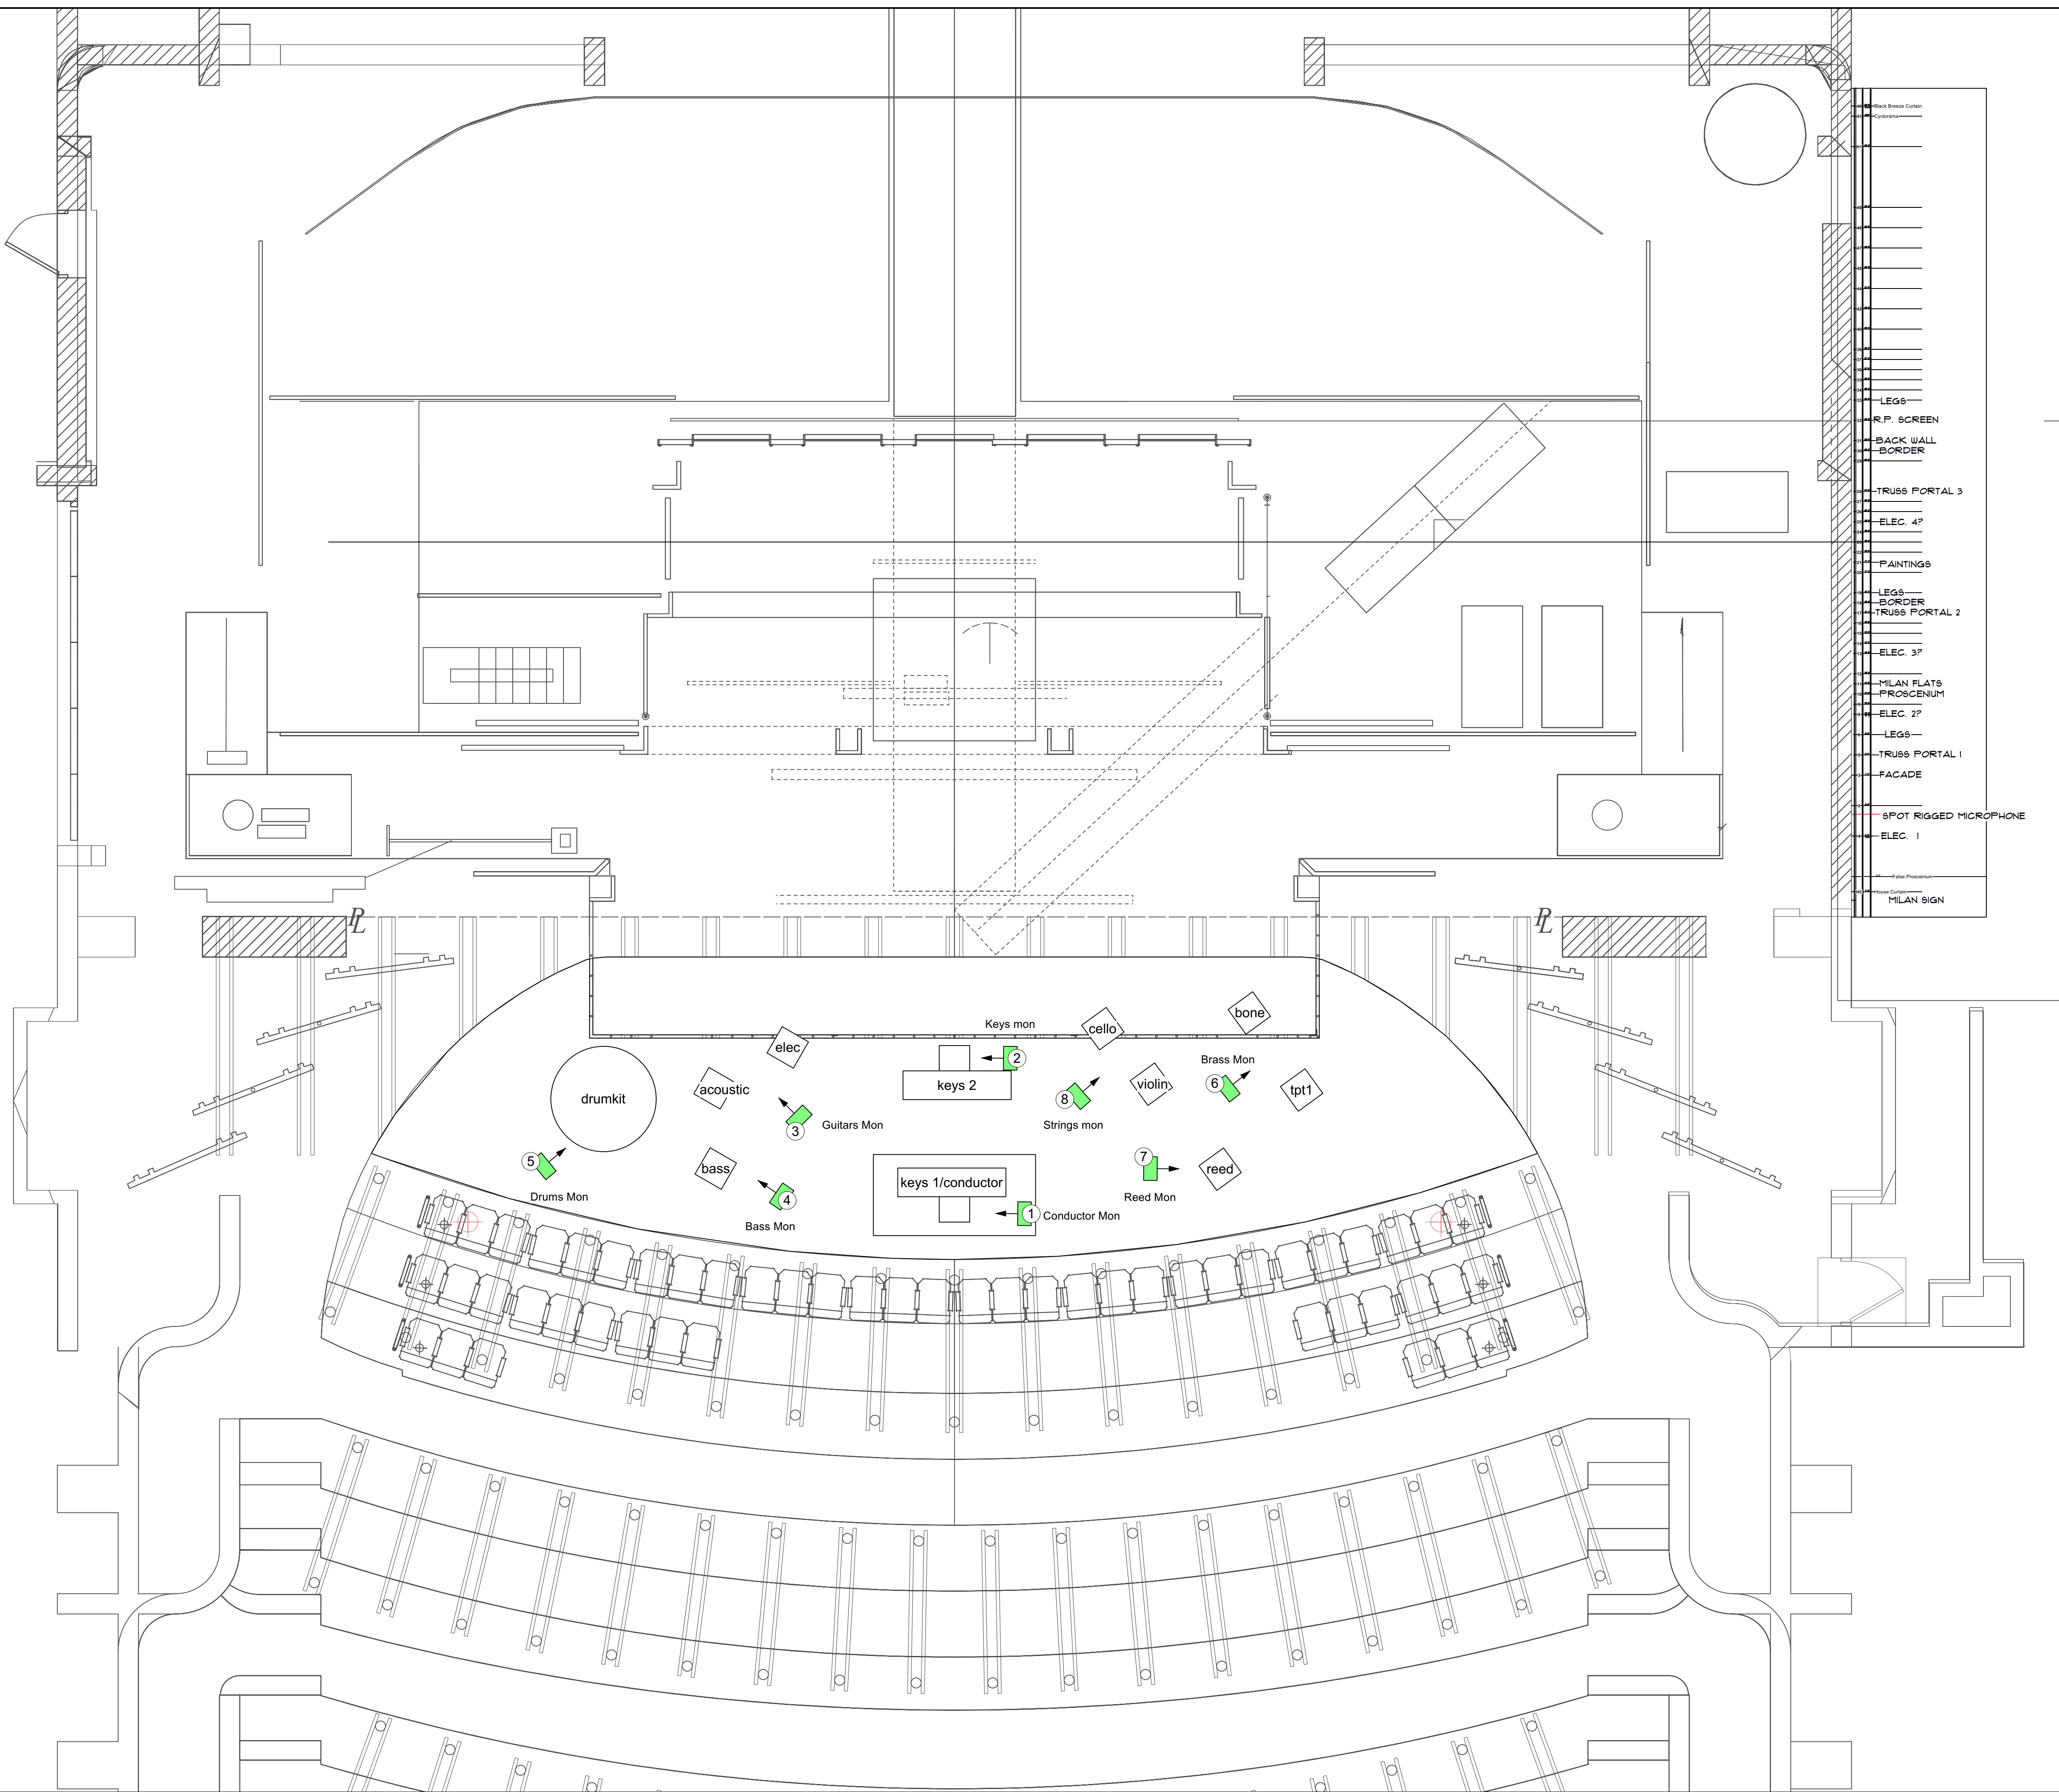 Black Breeze Curtain
Cyclorama
LEGS
R.P. SCREEN
BACK WALL
BORDER
TRUSS PORTAL 3
ELEC. 4?
PAINTINGS
LEGS
BORDER
TRUSS PORTAL 2
ELEC. 3?
MILAN FLATS
PROSCENIUM
ELEC. 2?
LEGS
TRUSS PORTAL 1
FACADE
SPOT RIGGED MICROPHONE
ELEC. 1
False Proscenium
House Curtain
MILAN SIGN
PL
PL
bone
Keys mon
cello
elec
2
Brass Mon
keys 2
violin
6
acoustic
tpt1
drumkit
8
3
Guitars Mon
Strings mon
7
5
bass
reed
keys 1/conductor
Drums Mon
4
Reed Mon
1
Conductor Mon
Bass Mon